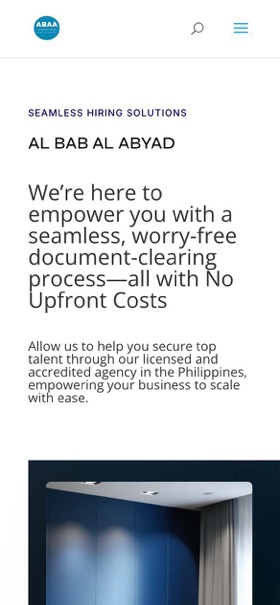 ABAA
SEAMLESS HIRING SOLUTIONS
AL BAB AL ABYAD
We’re here to
empower you with a
seamless, worry-free
document-clearing
process—all with No
Upfront Costs
Allow us to help you secure top
talent through our licensed and
accredited agency in the Philippines,
empowering your business to scale
with ease.